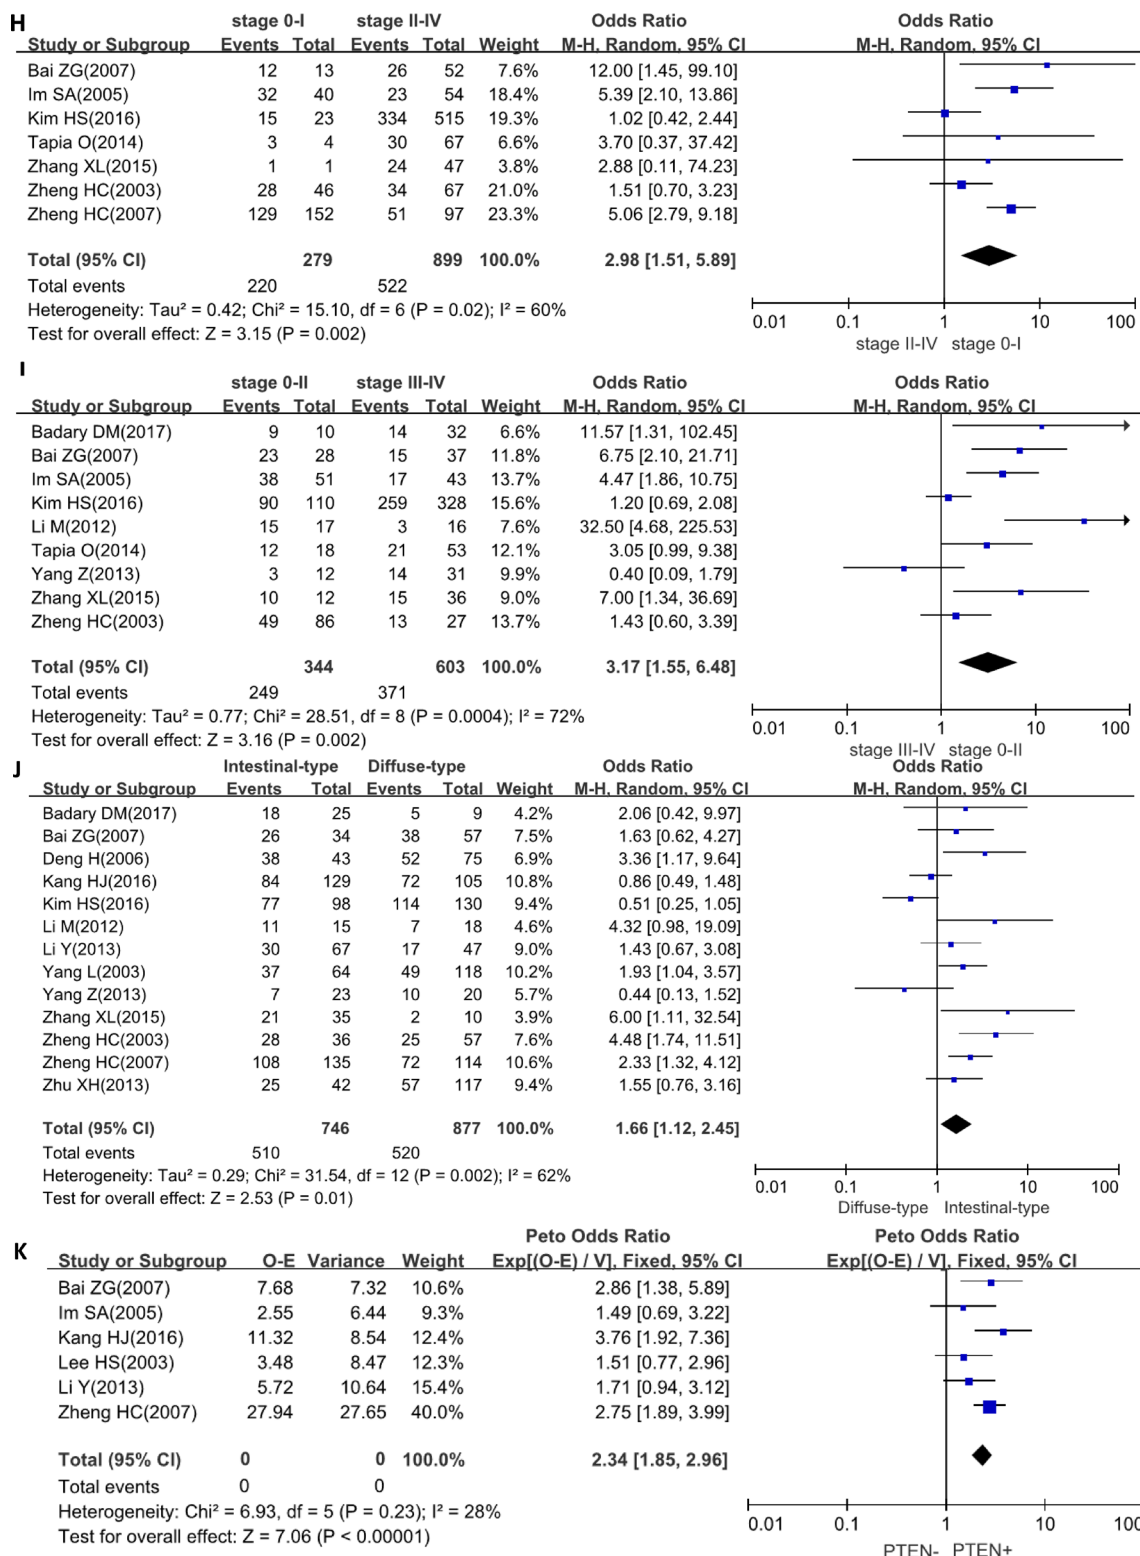 H
stage 0-I stage II-IV Odds Ratio Odds Ratio
Study or Subgroup Events Total Events Total Weight M-H, Random, 95% CI M-H, Random, 95% CI
Bai ZG(2007) 12 13 26 52 7.6% 12.00 [1.45, 99.10]
Im SA(2005) 32 40 23 54 18.4% 5.39 [2.10, 13.86]
Kim HS(2016) 15 23 334 515 19.3% 1.02 [0.42, 2.44]
Tapia O(2014) 3 4 30 67 6.6% 3.70 [0.37, 37.42]
Zhang XL(2015) 1 1 24 47 3.8% 2.88 [0.11, 74.23]
Zheng HC(2003) 28 46 34 67 21.0% 1.51 [0.70, 3.23]
Zheng HC(2007) 129 152 51 97 23.3% 5.06 [2.79, 9.18]
Total (95% CI) 279 899 100.0% 2.98 [1.51, 5.89]
Total events 220 522
Heterogeneity: Tau² = 0.42; Chi² = 15.10, df = 6 (P = 0.02); I² = 60%
Test for overall effect: Z = 3.15 (P = 0.002)
0.01 0.1 1 10 100
stage II-IV stage 0-I
I
stage 0-II stage III-IV Odds Ratio Odds Ratio
Study or Subgroup Events Total Events Total Weight M-H, Random, 95% CI M-H, Random, 95% CI
Badary DM(2017) 9 10 14 32 6.6% 11.57 [1.31, 102.45]
Bai ZG(2007) 23 28 15 37 11.8% 6.75 [2.10, 21.71]
Im SA(2005) 38 51 17 43 13.7% 4.47 [1.86, 10.75]
Kim HS(2016) 90 110 259 328 15.6% 1.20 [0.69, 2.08]
Li M(2012) 15 17 3 16 7.6% 32.50 [4.68, 225.53]
Tapia O(2014) 12 18 21 53 12.1% 3.05 [0.99, 9.38]
Yang Z(2013) 3 12 14 31 9.9% 0.40 [0.09, 1.79]
Zhang XL(2015) 10 12 15 36 9.0% 7.00 [1.34, 36.69]
Zheng HC(2003) 49 86 13 27 13.7% 1.43 [0.60, 3.39]
Total (95% CI) 344 603 100.0% 3.17 [1.55, 6.48]
Total events 249 371
Heterogeneity: Tau² = 0.77; Chi² = 28.51, df = 8 (P = 0.0004); I² = 72%
Test for overall effect: Z = 3.16 (P = 0.002)
0.01 0.1 1 10 100
stage III-IV stage 0-II
J
Intestinal-type Diffuse-type Odds Ratio Odds Ratio
Study or Subgroup Events Total Events Total Weight M-H, Random, 95% CI M-H, Random, 95% CI
Badary DM(2017) 18 25 5 9 4.2% 2.06 [0.42, 9.97]
Bai ZG(2007) 26 34 38 57 7.5% 1.63 [0.62, 4.27]
Deng H(2006) 38 43 52 75 6.9% 3.36 [1.17, 9.64]
Kang HJ(2016) 84 129 72 105 10.8% 0.86 [0.49, 1.48]
Kim HS(2016) 77 98 114 130 9.4% 0.51 [0.25, 1.05]
Li M(2012) 11 15 7 18 4.6% 4.32 [0.98, 19.09]
Li Y(2013) 30 67 17 47 9.0% 1.43 [0.67, 3.08]
Yang L(2003) 37 64 49 118 10.2% 1.93 [1.04, 3.57]
Yang Z(2013) 7 23 10 20 5.7% 0.44 [0.13, 1.52]
Zhang XL(2015) 21 35 2 10 3.9% 6.00 [1.11, 32.54]
Zheng HC(2003) 28 36 25 57 7.6% 4.48 [1.74, 11.51]
Zheng HC(2007) 108 135 72 114 10.6% 2.33 [1.32, 4.12]
Zhu XH(2013) 25 42 57 117 9.4% 1.55 [0.76, 3.16]
Total (95% CI) 746 877 100.0% 1.66 [1.12, 2.45]
Total events 510 520
Heterogeneity: Tau² = 0.29; Chi² = 31.54, df = 12 (P = 0.002); I² = 62%
Test for overall effect: Z = 2.53 (P = 0.01)
0.01 0.1 1 10 100
Diffuse-type Intestinal-type
K
Peto Odds Ratio Peto Odds Ratio
Study or Subgroup O-E Variance Weight Exp[(O-E) / V], Fixed, 95% CI Exp[(O-E) / V], Fixed, 95% CI
Bai ZG(2007) 7.68 7.32 10.6% 2.86 [1.38, 5.89]
Im SA(2005) 2.55 6.44 9.3% 1.49 [0.69, 3.22]
Kang HJ(2016) 11.32 8.54 12.4% 3.76 [1.92, 7.36]
Lee HS(2003) 3.48 8.47 12.3% 1.51 [0.77, 2.96]
Li Y(2013) 5.72 10.64 15.4% 1.71 [0.94, 3.12]
Zheng HC(2007) 27.94 27.65 40.0% 2.75 [1.89, 3.99]
Total (95% CI) 0 0 100.0% 2.34 [1.85, 2.96]
Total events 0 0
Heterogeneity: Chi² = 6.93, df = 5 (P = 0.23); I² = 28%
Test for overall effect: Z = 7.06 (P < 0.00001)
0.01 0.1 1 10 100
PTEN- PTEN+